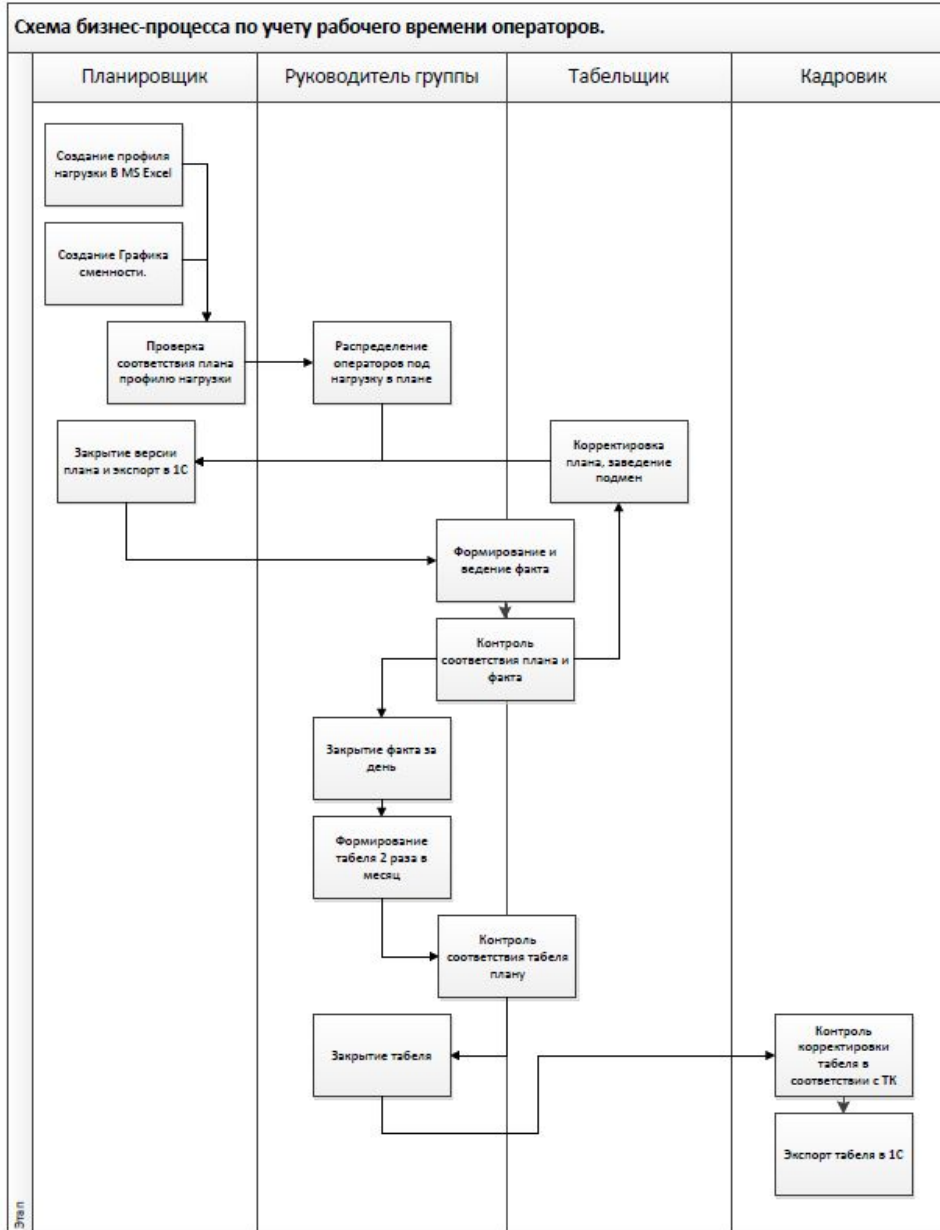 Схема бизнес-процесса по учету рабочего времени операторов.
Планировщик
Руководитель группы
Табельщик
Кадровик
Создание профиля
нагрузки В MS Excel
Создание Графика
сменности.
Проверка
соответствия плана
профилю нагрузки
Распределение
операторов под
нагрузку в плане
Закрытие версии
плана и экспорт в 1С
Корректировка
плана, заведение
подмен
Формирование и
ведение факта
Контроль
соответствия плана и
факта
Закрытие факта за
день
Формирование
табеля 2 раза в
месяц
Контроль
соответствия табеля
плану
Закрытие табеля
Контроль
корректировки
табеля в
соответствии с ТК
Экспорт табеля в 1С
Этап